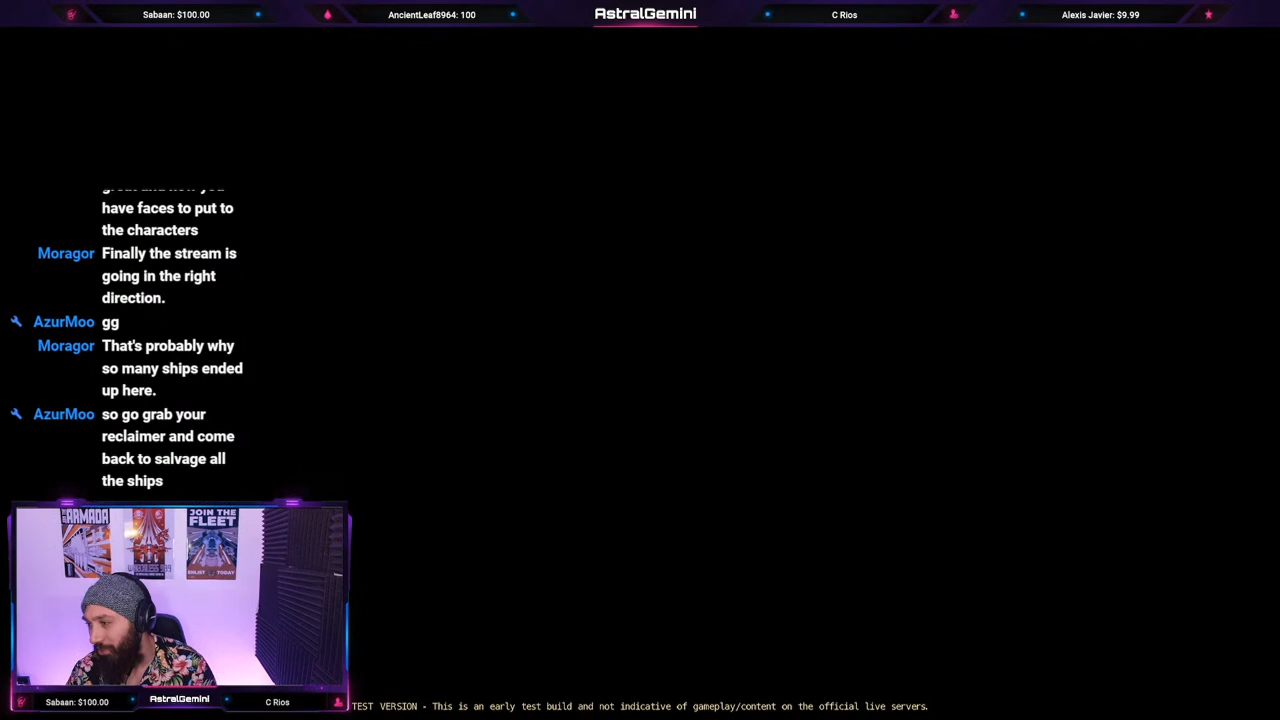 Sabaan: $100.00
AncientLeaf8964: 100
AstralGemini
C Rios
Alexis Javier: $9.99
have faces to put to
the characters
Moragor Finally the stream is
going in the right
direction.
AzurMoo gg
Moragor That's probably why
so many ships ended
up here.
AzurMoo so go grab your
reclaimer and come
back to salvage all
the ships
ARMADA
JOIN THE
FLEET
ENLIST TODAY
Sabaan: $100.00
AstralGemini
C Rios
TEST VERSION - This is an early test build and not indicative of gameplay/content on the official live servers.